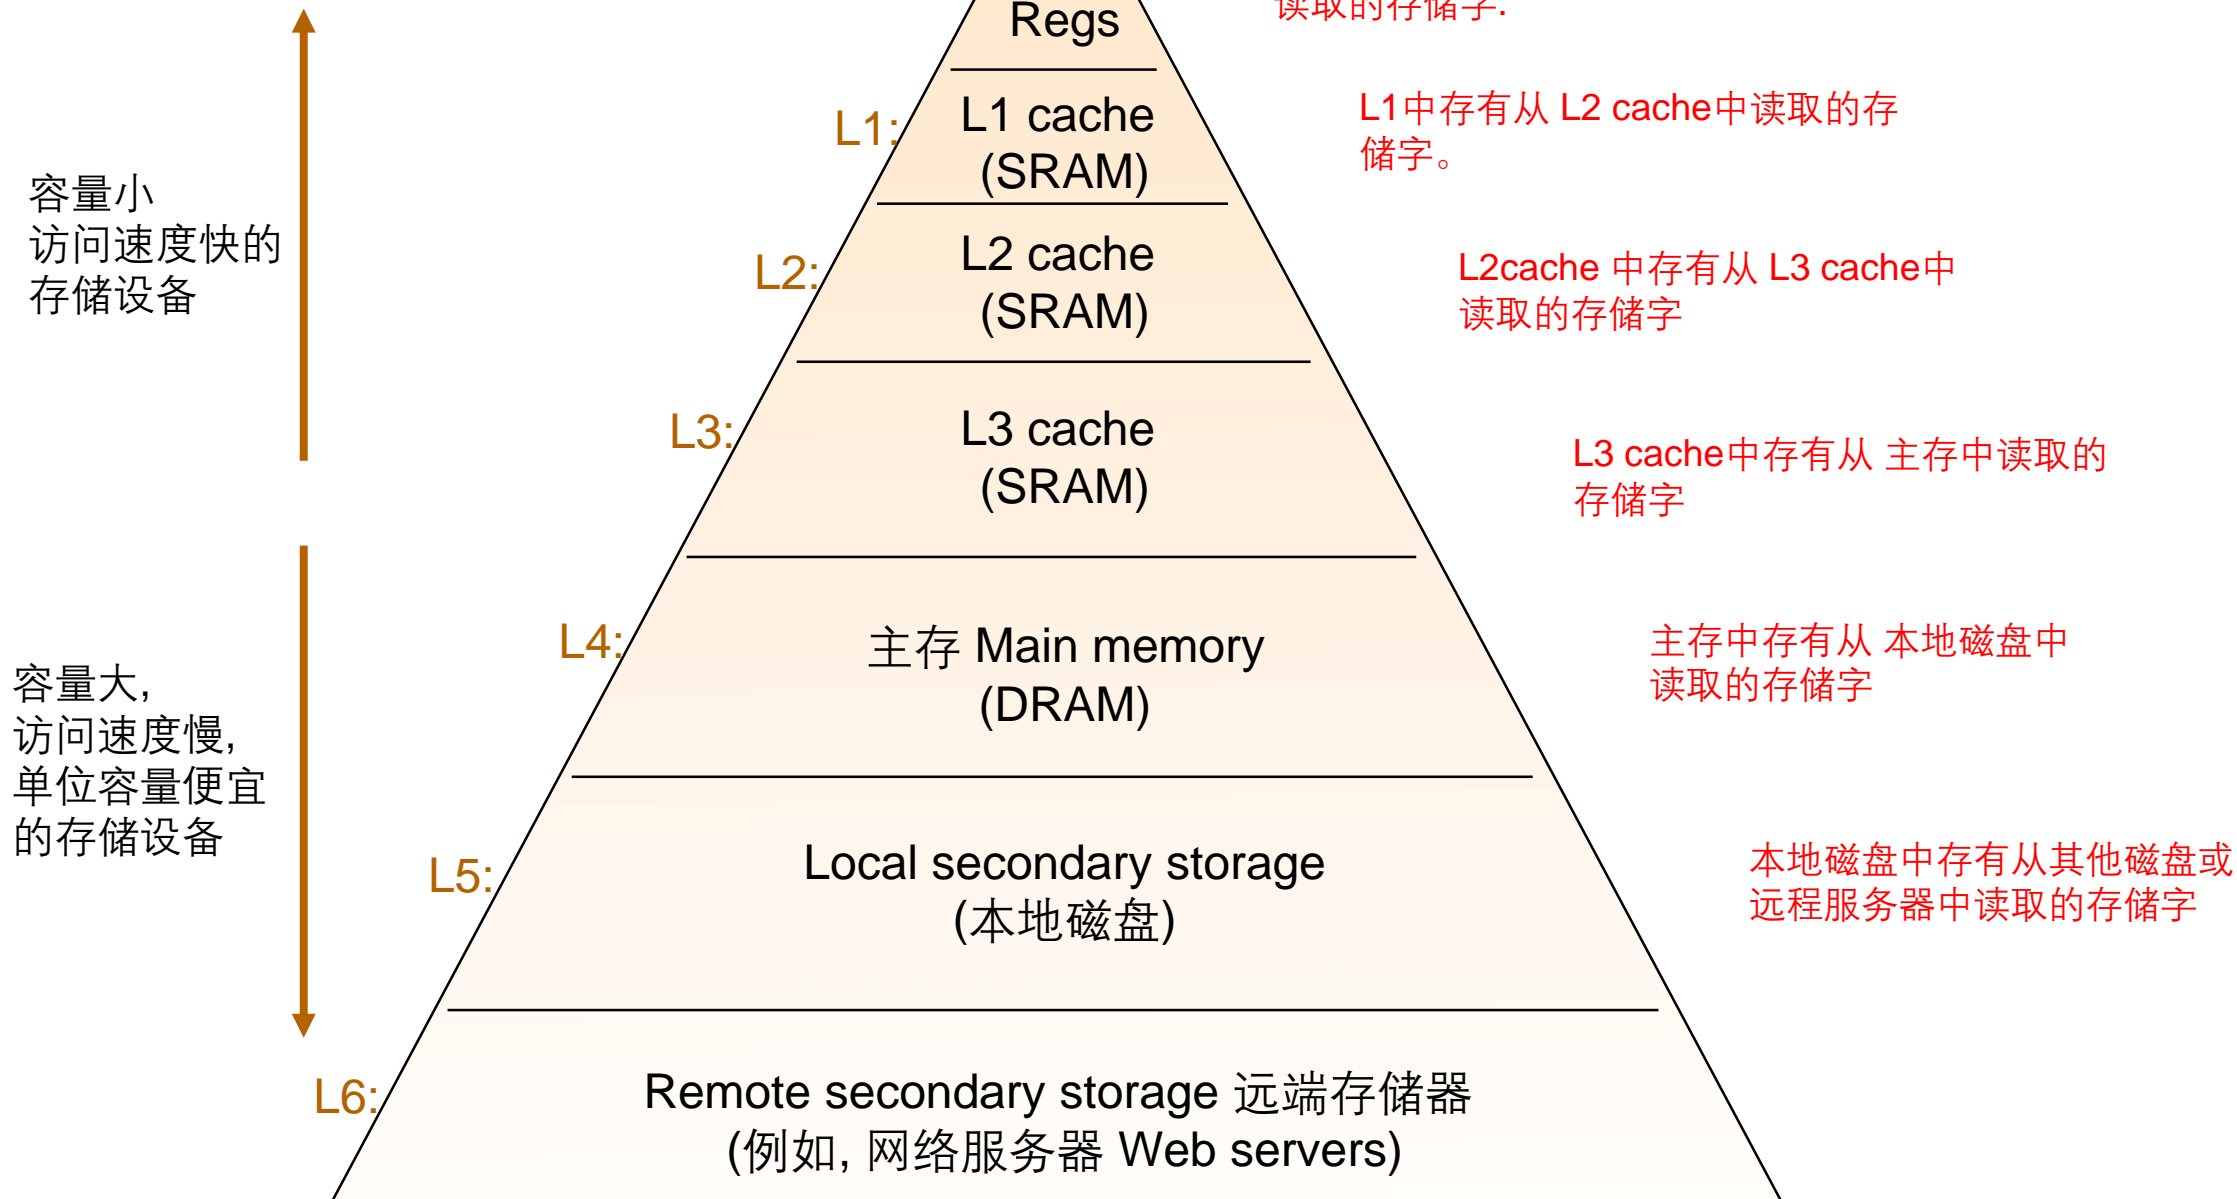 Regs
读取的存储字.
L1:
L1 cache
(SRAM)
L1中存有从 L2 cache中读取的存
储字。
容量小
访问速度快的
存储设备
L2:
L2 cache
(SRAM)
L2cache 中存有从 L3 cache中
读取的存储字
L3:
L3 cache
(SRAM)
L3 cache中存有从 主存中读取的
存储字
L4:
主存 Main memory
(DRAM)
主存中存有从 本地磁盘中
读取的存储字
容量大,
访问速度慢,
单位容量便宜
的存储设备
L5:
Local secondary storage
(本地磁盘)
本地磁盘中存有从其他磁盘或
远程服务器中读取的存储字
L6:
Remote secondary storage 远端存储器
(例如, 网络服务器 Web servers)